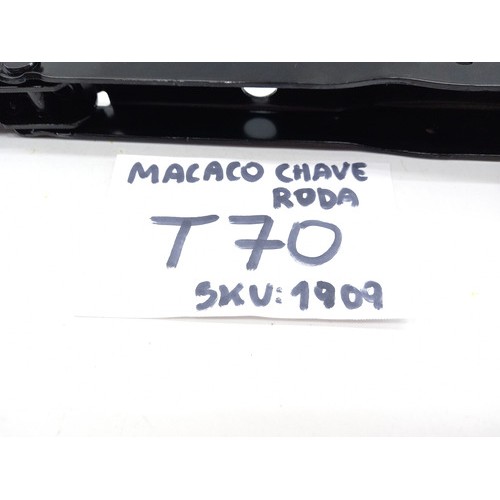 MACACO CHAVE
RODA
T70
SKU:1909